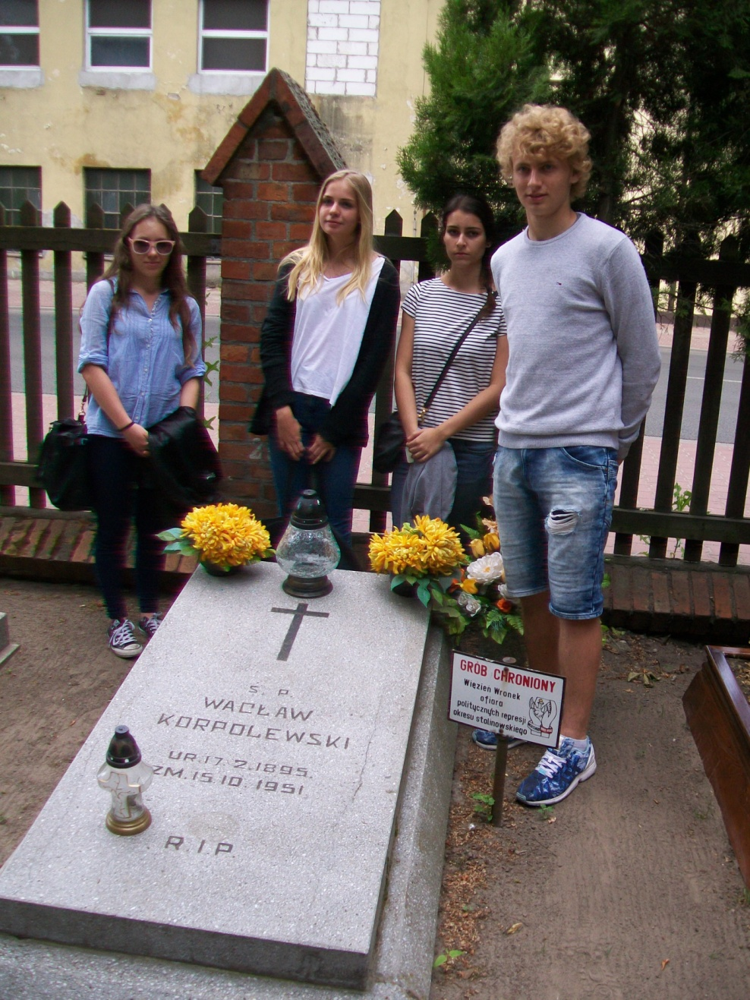 Ś. P.
WACŁAW
KORPOLEWSKI
UR.17.2.1895.
ZM.15.10.1951
R.I.P
GRÓB CHRONIONY
Więzień Wronek
ofiara
politycznych represji
okresu stalinowskiego